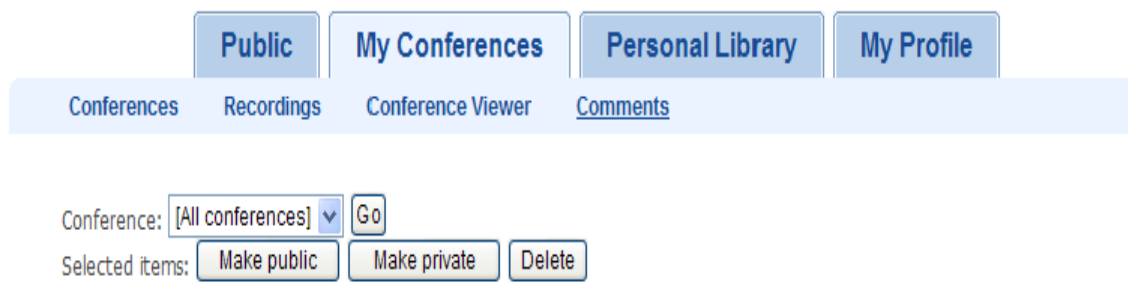 Public My Conferences Personal Library My Profile
Conferences Recordings Conference Viewer Comments
Conference: [All conferences] Go
Selected items: Make public Make private Delete